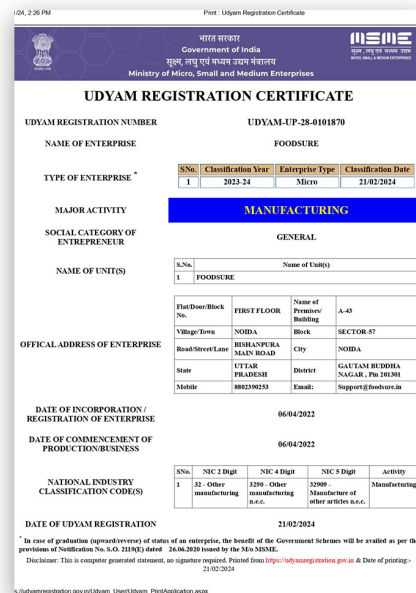 1/24, 2:26 PM Print : Udyam Registration Certificate
भारत सरकार
Government of India
सूक्ष्म, लघु एवं मध्यम उद्यम मंत्रालय
Ministry of Micro, Small and Medium Enterprises
सूक्ष्म, लघु एवं मध्यम उद्यम
MICRO, SMALL & MEDIUM ENTERPRISES
UDYAM REGISTRATION CERTIFICATE
UDYAM REGISTRATION NUMBER UDYAM-UP-28-0101870
NAME OF ENTERPRISE FOODSURE
TYPE OF ENTERPRISE *
SNo. Classification Year Enterprise Type Classification Date
1 2023-24 Micro 21/02/2024
MAJOR ACTIVITY MANUFACTURING
SOCIAL CATEGORY OF
ENTREPRENEUR
GENERAL
NAME OF UNIT(S)
S.No. Name of Unit(s)
1 FOODSURE
OFFICAL ADDRESS OF ENTERPRISE
Flat/Door/Block No. FIRST FLOOR Name of Premises/ Building A-43
Village/Town NOIDA Block SECTOR-57
Road/Street/Lane BISHANPURA MAIN ROAD City NOIDA
State UTTAR PRADESH District GAUTAM BUDDHA NAGAR , Pin 201301
Mobile 8802390253 Email: Support@foodsure.in
DATE OF INCORPORATION /
REGISTRATION OF ENTERPRISE
06/04/2022
DATE OF COMMENCEMENT OF
PRODUCTION/BUSINESS
06/04/2022
NATIONAL INDUSTRY
CLASSIFICATION CODE(S)
SNo. NIC 2 Digit NIC 4 Digit NIC 5 Digit Activity
1 32 - Other manufacturing 3290 - Other manufacturing n.e.c. 32909 - Manufacture of other articles n.e.c. Manufacturing
DATE OF UDYAM REGISTRATION 21/02/2024
* In case of graduation (upward/reverse) of status of an enterprise, the benefit of the Government Schemes will be availed as per the
provisions of Notification No. S.O. 2119(E) dated 26.06.2020 issued by the M/o MSME.
Disclaimer: This is computer generated statement, no signature required. Printed from https://udyamregistration.gov.in & Date of printing:-
21/02/2024
s://udyamregistration.gov.in/Udyam_User/Udyam_PrintApplication.aspx